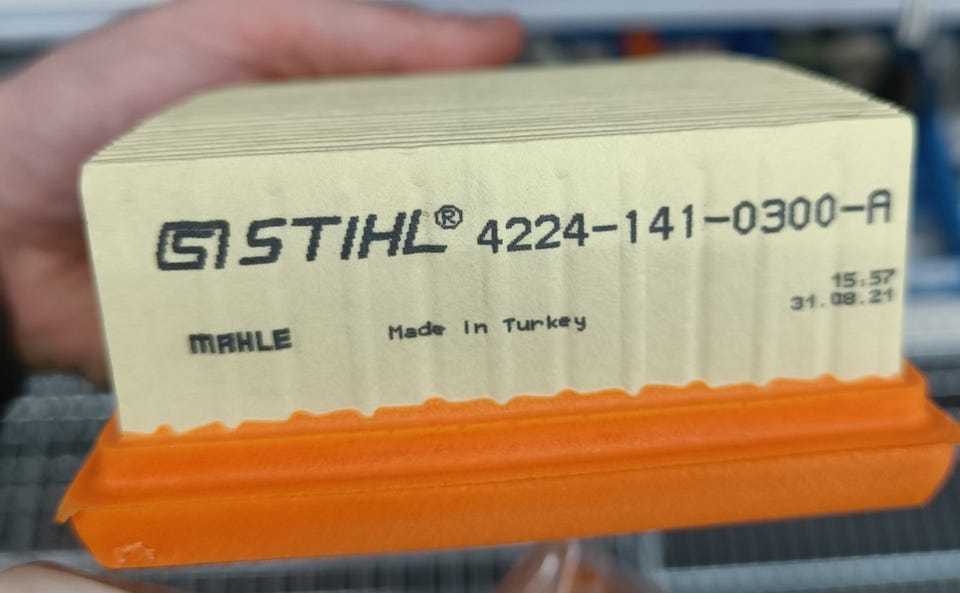 STIHL® 4224-141-0300-A
15:57
31.08.21
MAHLE
Made in Turkey